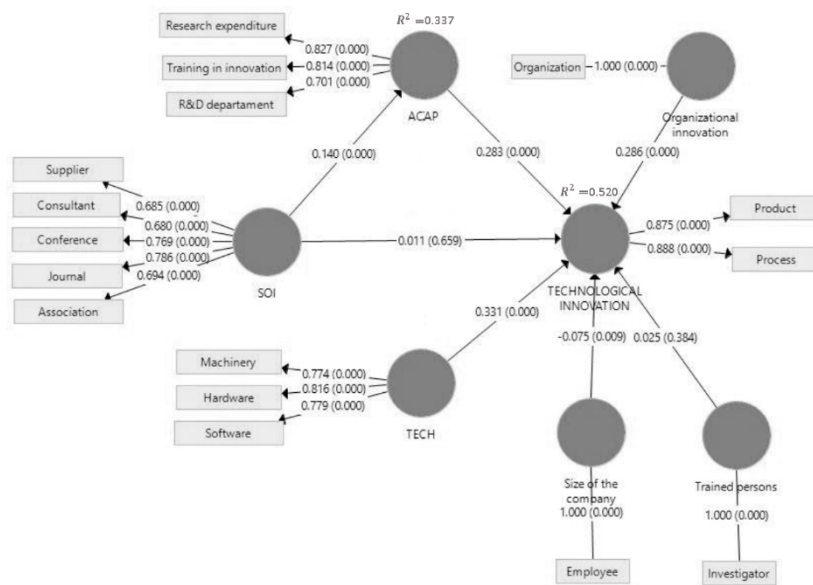 R² =0.337
Research expenditure
0.827 (0.000)
Training in innovation
0.814 (0.000)
0.701 (0.000)
R&D departament
ACAP
Organization
1.000 (0.000)
Organizational
innovation
0.140 (0.000)
0.283 (0.000)
0.286 (0.000)
Supplier
0.685 (0.000)
Consultant
0.680 (0.000)
Conference
0.769 (0.000)
Journal
0.786 (0.000)
0.694 (0.000)
Association
SOI
0.011 (0.659)
R² =0.520
0.875 (0.000)
Product
0.888 (0.000)
Process
TECHNOLOGICAL
INNOVATION
0.331 (0.000)
-0.075 (0.009)
0.025 (0.384)
Machinery
0.774 (0.000)
Hardware
0.816 (0.000)
0.779 (0.000)
Software
TECH
Size of the
company
1.000 (0.000)
Employee
Trained persons
1.000 (0.000)
Investigator